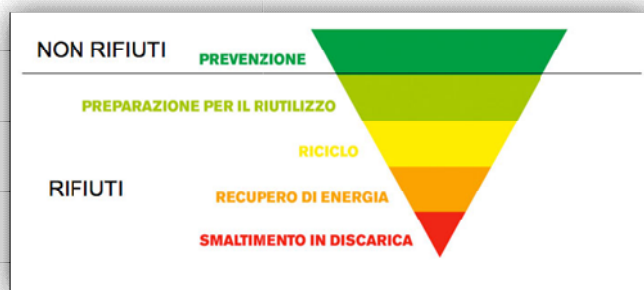 NON RIFIUTI
PREVENZIONE
PREPARAZIONE PER IL RIUTILIZZO
RICICLO
RIFIUTI
RECUPERO DI ENERGIA
SMALTIMENTO IN DISCARICA